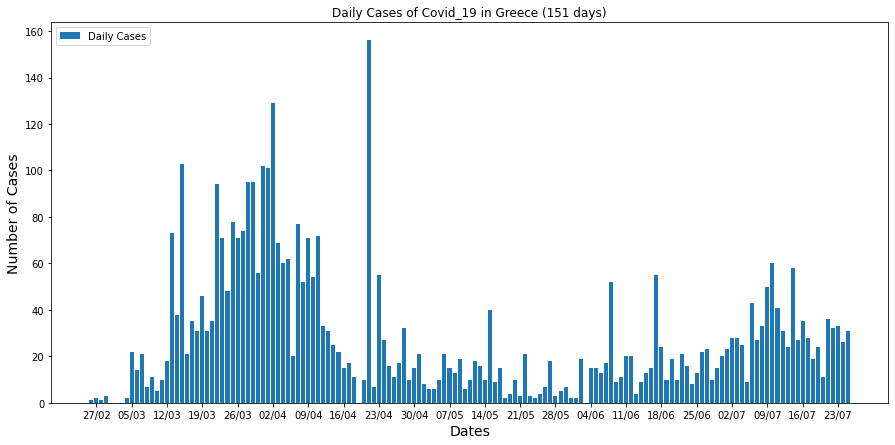 Daily Cases of Covid_19 in Greece (151 days)
Daily Cases
Number of Cases
160
140
120
100
80
60
40
20
0
27/02 05/03 12/03 19/03 26/03 02/04 09/04 16/04 23/04 30/04 07/05 14/05 21/05 28/05 04/06 11/06 18/06 25/06 02/07 09/07 16/07 23/07
Dates